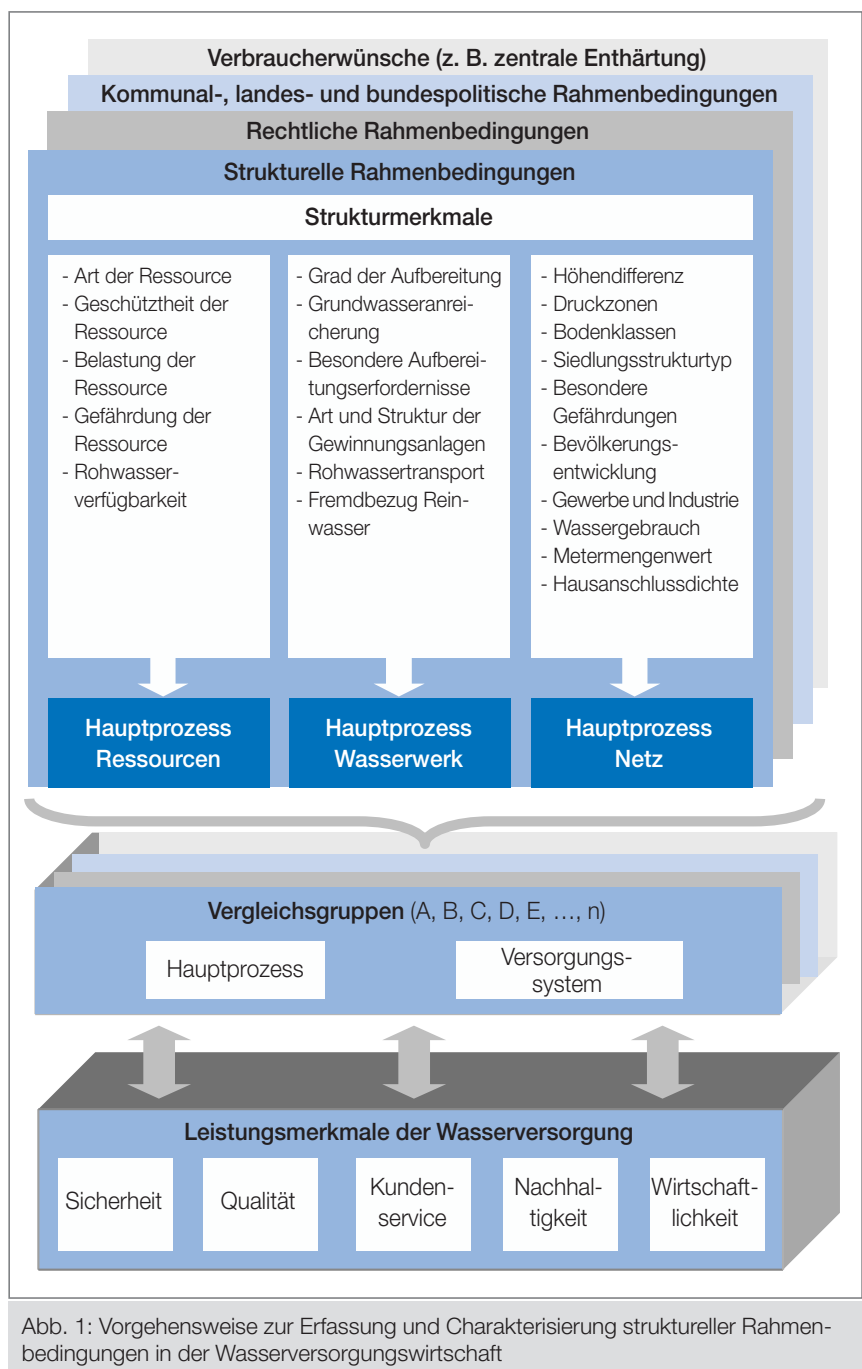 Verbraucherwünsche (z. B. zentrale Enthärtung)
Kommunal-, landes- und bundespolitische Rahmenbedingungen
Rechtliche Rahmenbedingungen
Strukturelle Rahmenbedingungen
Strukturmerkmale
- Art der Ressource
- Geschütztheit der
Ressource
- Belastung der
Ressource
- Gefährdung der
Ressource
- Rohwasser-
verfügbarkeit
- Grad der Aufbereitung
- Grundwasseranrei-
cherung
- Besondere Aufberei-
tungserfordernisse
- Art und Struktur der
Gewinnungsanlagen
- Rohwassertransport
- Fremdbezug Rein-
wasser
- Höhendifferenz
- Druckzonen
- Bodenklassen
- Siedlungsstrukturtyp
- Besondere
Gefährdungen
- Bevölkerungs-
entwicklung
- Gewerbe und Industrie
- Wassergebrauch
- Metermengenwert
- Hausanschlussdichte
Hauptprozess
Ressourcen
Hauptprozess
Wasserwerk
Hauptprozess
Netz
Vergleichsgruppen (A, B, C, D, E, …, n)
Hauptprozess
Versorgungs-
system
Leistungsmerkmale der Wasserversorgung
Sicherheit
Qualität
Kunden-
service
Nachhal-
tigkeit
Wirtschaft-
lichkeit
Abb. 1: Vorgehensweise zur Erfassung und Charakterisierung struktureller Rahmen-
bedingungen in der Wasserversorgungswirtschaft